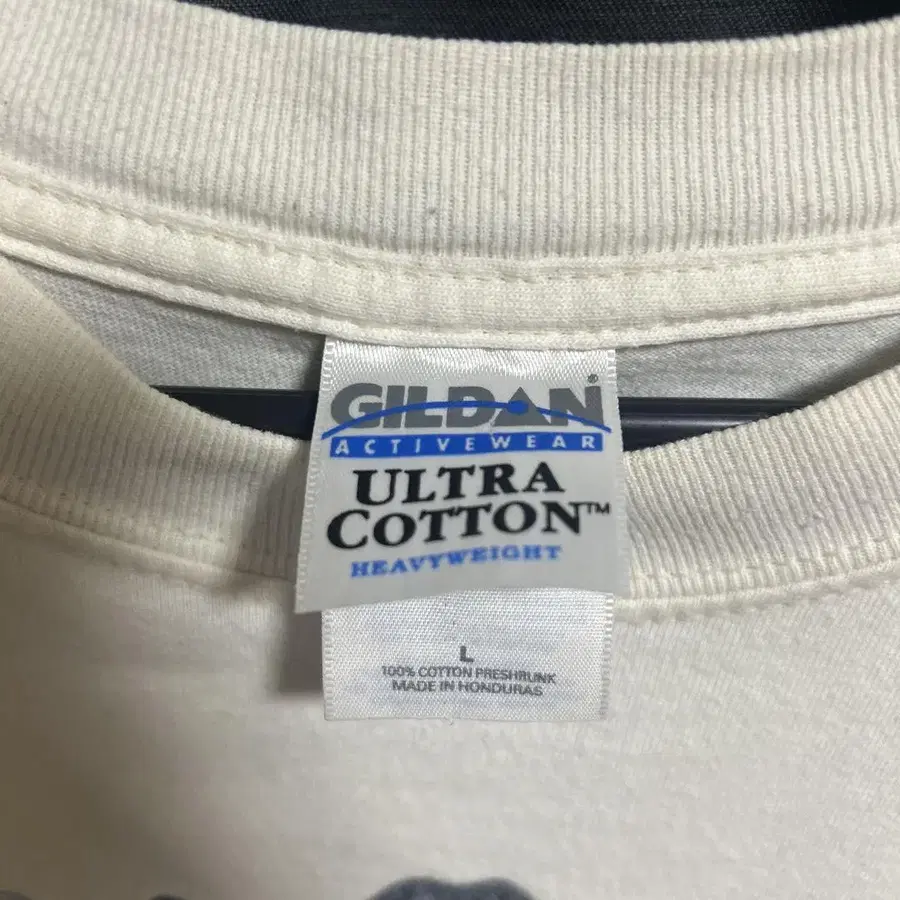 GILDAN®
ACTIVEWEAR
ULTRA
COTTON™
HEAVYWEIGHT
L
100% COTTON PRESHRUNK
MADE IN HONDURAS